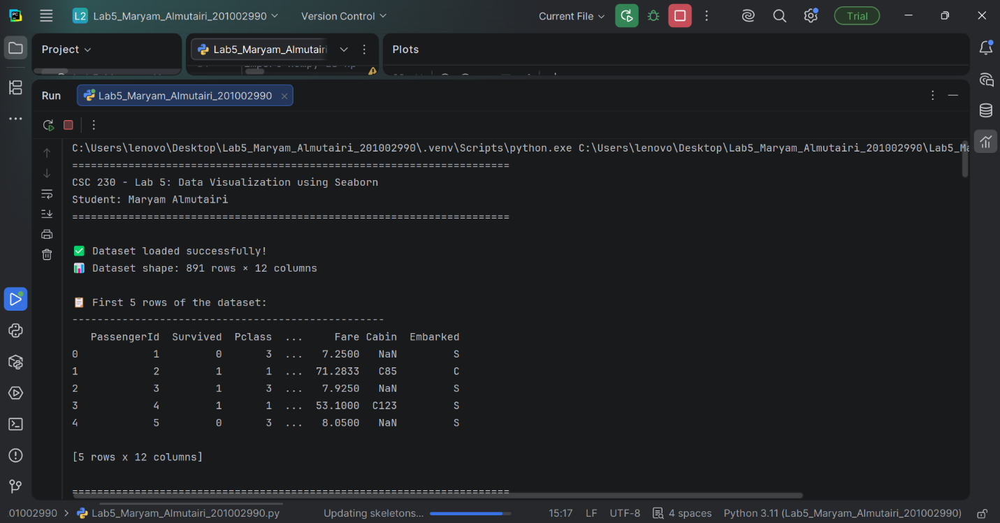 PC
L2 Lab5_Maryam_Almutairi_201002990 Version Control Current File Trial
Project Lab5_Maryam_Almutairi Plots
Run Lab5_Maryam_Almutairi_201002990
C:\Users\lenovo\Desktop\Lab5_Maryam_Almutairi_201002990\.venv\Scripts\python.exe C:\Users\lenovo\Desktop\Lab5_Maryam_Almutairi_201002990\Lab5_Ma
======================================================================
CSC 230 - Lab 5: Data Visualization using Seaborn
Student: Maryam Almutairi
======================================================================
✅ Dataset loaded successfully!
📊 Dataset shape: 891 rows × 12 columns
📋 First 5 rows of the dataset:
--------------------------------------------------
PassengerId Survived Pclass ... Fare Cabin Embarked
0 1 0 3 ... 7.2500 NaN S
1 2 1 1 ... 71.2833 C85 C
2 3 1 3 ... 7.9250 NaN S
3 4 1 1 ... 53.1000 C123 S
4 5 0 3 ... 8.0500 NaN S
[5 rows x 12 columns]
======================================================================
01002990 > Lab5_Maryam_Almutairi_201002990.py Updating skeletons... 15:17 LF UTF-8 4 spaces Python 3.11 (Lab5_Maryam_Almutairi_201002990)